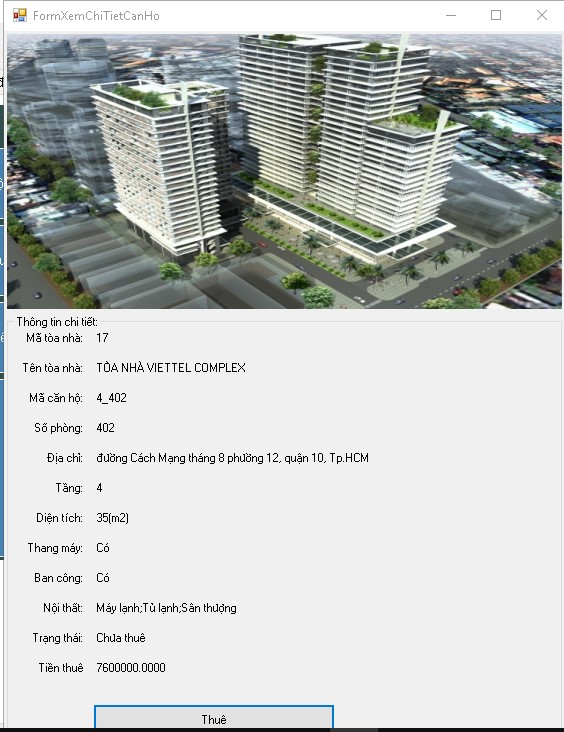 FormXemChiTietCanHo
Thông tin chi tiết:
Mã tòa nhà: 17
Tên tòa nhà: TÒA NHÀ VIETTEL COMPLEX
Mã căn hộ: 4_402
Số phòng: 402
Địa chỉ: đường Cách Mạng tháng 8 phường 12, quận 10, Tp.HCM
Tầng: 4
Diện tích: 35(m2)
Thang máy: Có
Ban công: Có
Nội thất: Máy lạnh;Tủ lạnh;Sân thượng
Trạng thái: Chưa thuê
Tiền thuê 7600000.0000
Thuê